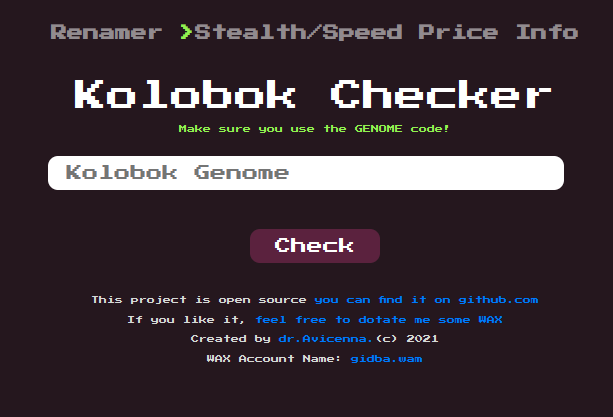 Renamer >Stealth/Speed Price Info
Kolobok Checker
Make sure you use the GENOME code!
Kolobok Genome
Check
This project is open source you can find it on github.com
If you like it, feel free to dotate me some WAX
Created by dr.Avicenna.(c) 2021
WAX Account Name: gidba.wam